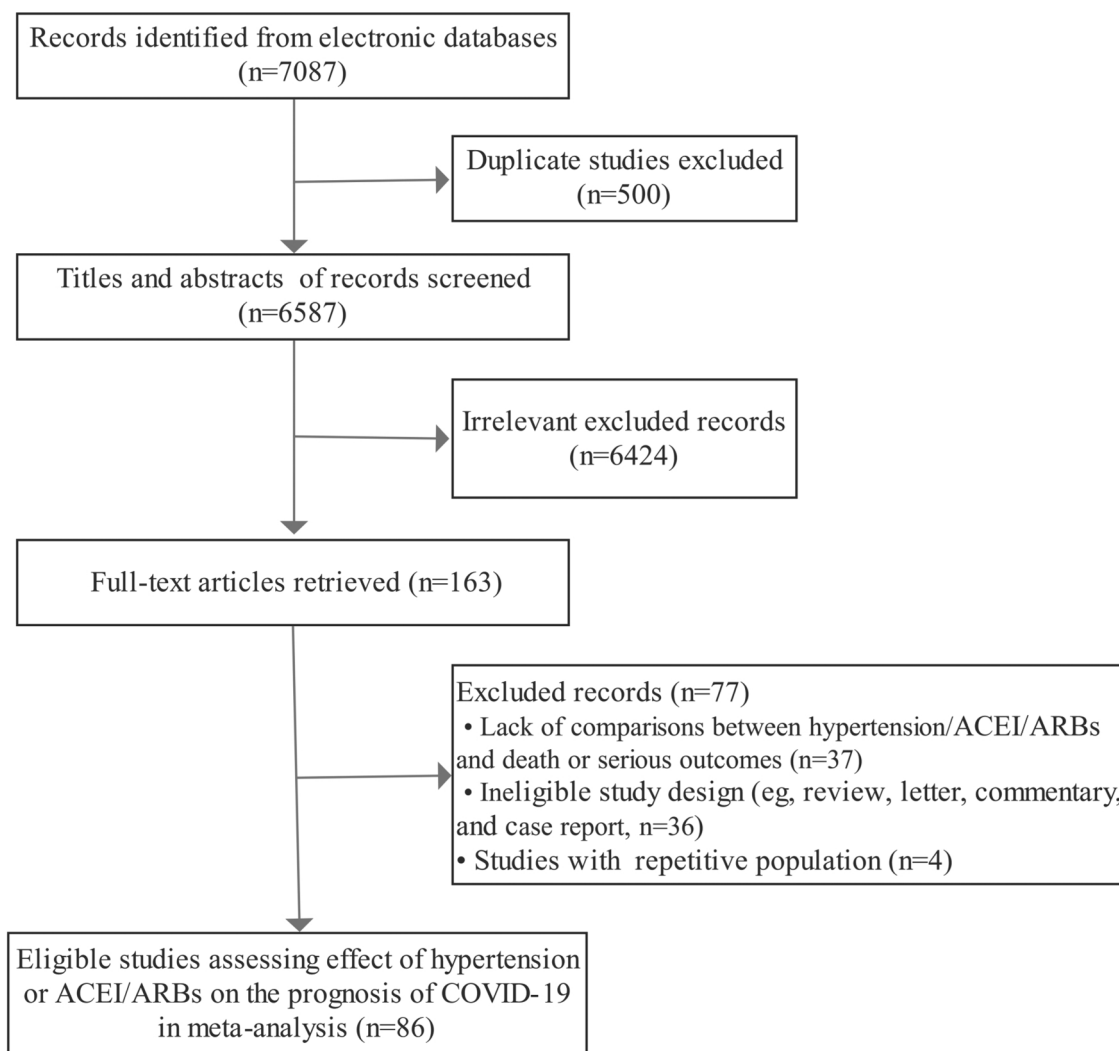 Records identified from electronic databases
(n=7087)
Duplicate studies excluded
(n=500)
Titles and abstracts of records screened
(n=6587)
Irrelevant excluded records
(n=6424)
Full-text articles retrieved (n=163)
Excluded records (n=77)
• Lack of comparisons between hypertension/ACEI/ARBs
and death or serious outcomes (n=37)
• Ineligible study design (eg, review, letter, commentary,
and case report, n=36)
• Studies with repetitive population (n=4)
Eligible studies assessing effect of hypertension
or ACEI/ARBs on the prognosis of COVID-19
in meta-analysis (n=86)